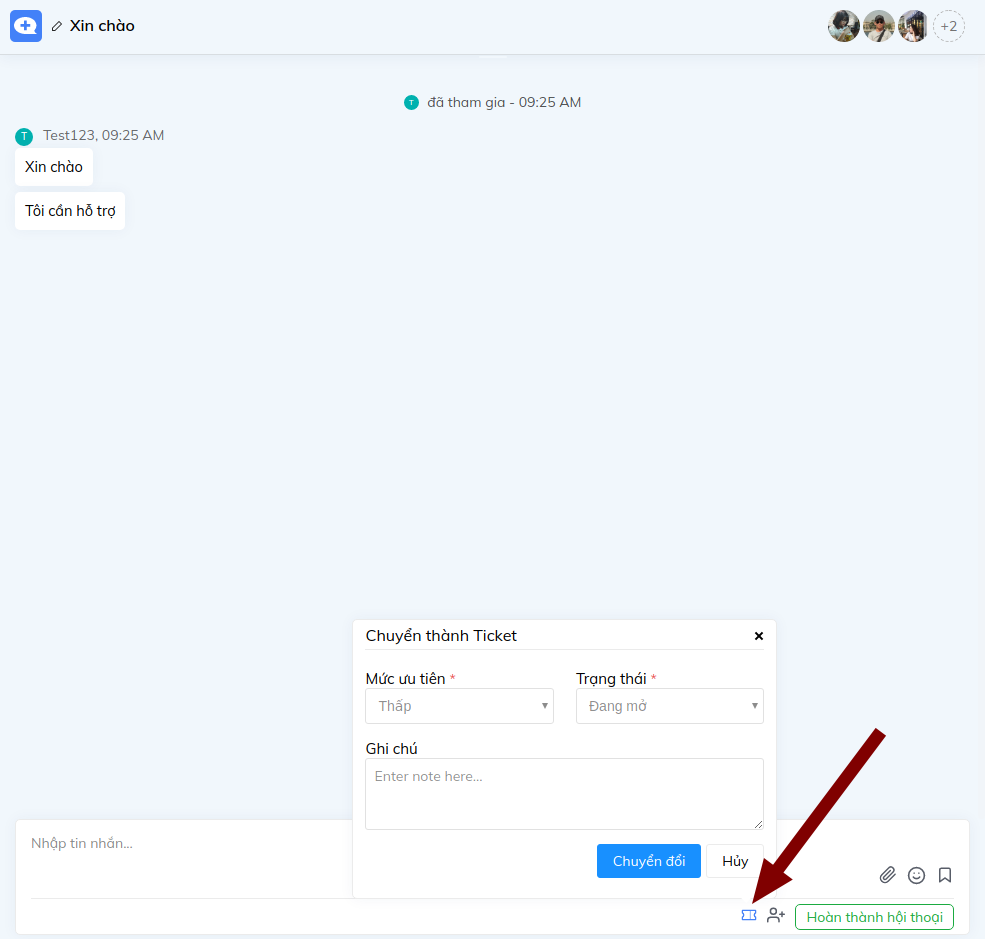 Xin chào
+2
T đã tham gia - 09:25 AM
T Test123, 09:25 AM
Xin chào
Tôi cần hỗ trợ
Chuyển thành Ticket ×
Mức ưu tiên * Trạng thái *
Thấp Đang mở
Ghi chú
Enter note here...
Nhập tin nhắn...
Chuyển đổi Hủy
Hoàn thành hội thoại